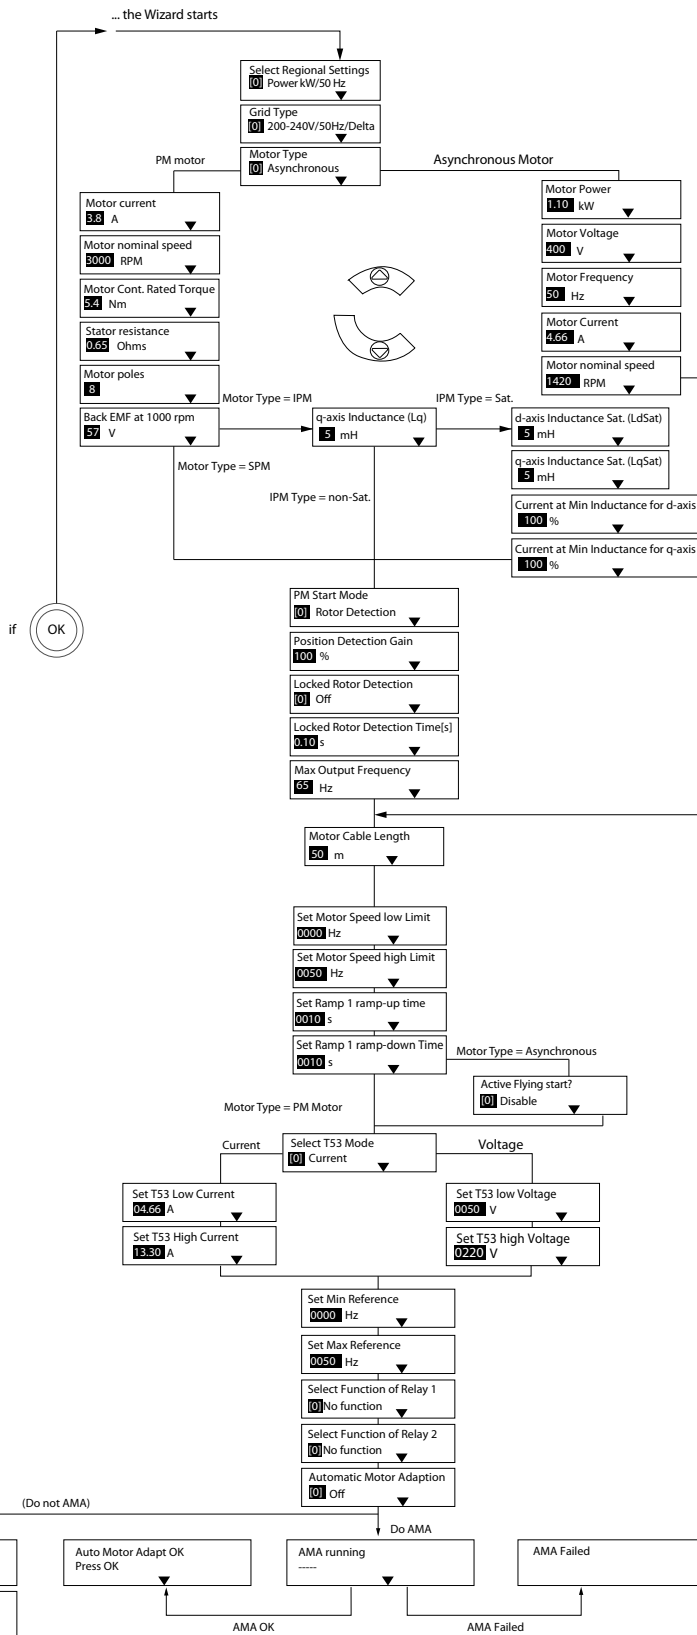 ... the Wizard starts
Select Regional Settings
[0] Power kW/50 Hz
Grid Type
[0] 200-240V/50Hz/Delta
Motor Type
[0] Asynchronous
PM motor
Asynchronous Motor
Motor current
3.8 A
Motor nominal speed
3000 RPM
Motor Cont. Rated Torque
5.4 Nm
Stator resistance
0.65 Ohms
Motor poles
8
Back EMF at 1000 rpm
57 V
Motor Power
1.10 kW
Motor Voltage
400 V
Motor Frequency
50 Hz
Motor Current
4.66 A
Motor nominal speed
1420 RPM
Motor Type = IPM
q-axis Inductance (Lq)
5 mH
IPM Type = Sat.
d-axis Inductance Sat. (LdSat)
5 mH
q-axis Inductance Sat. (LqSat)
5 mH
Current at Min Inductance for d-axis
100 %
Current at Min Inductance for q-axis
100 %
Motor Type = SPM
IPM Type = non-Sat.
if
OK
PM Start Mode
[0] Rotor Detection
Position Detection Gain
100 %
Locked Rotor Detection
[0] Off
Locked Rotor Detection Time[s]
0.10 s
Max Output Frequency
65 Hz
Motor Cable Length
50 m
Set Motor Speed low Limit
0000 Hz
Set Motor Speed high Limit
0050 Hz
Set Ramp 1 ramp-up time
0010 s
Set Ramp 1 ramp-down Time
0010 s
Motor Type = Asynchronous
Active Flying start?
[0] Disable
Motor Type = PM Motor
Select T53 Mode
[0] Current
Current
Voltage
Set T53 Low Current
04.66 A
Set T53 High Current
13.30 A
Set T53 low Voltage
0050 V
Set T53 high Voltage
0220 V
Set Min Reference
0000 Hz
Set Max Reference
0050 Hz
Select Function of Relay 1
[0] No function
Select Function of Relay 2
[0] No function
Automatic Motor Adaption
[0] Off
(Do not AMA)
Do AMA
Auto Motor Adapt OK
Press OK
AMA running
-----
AMA Failed
AMA OK
AMA Failed